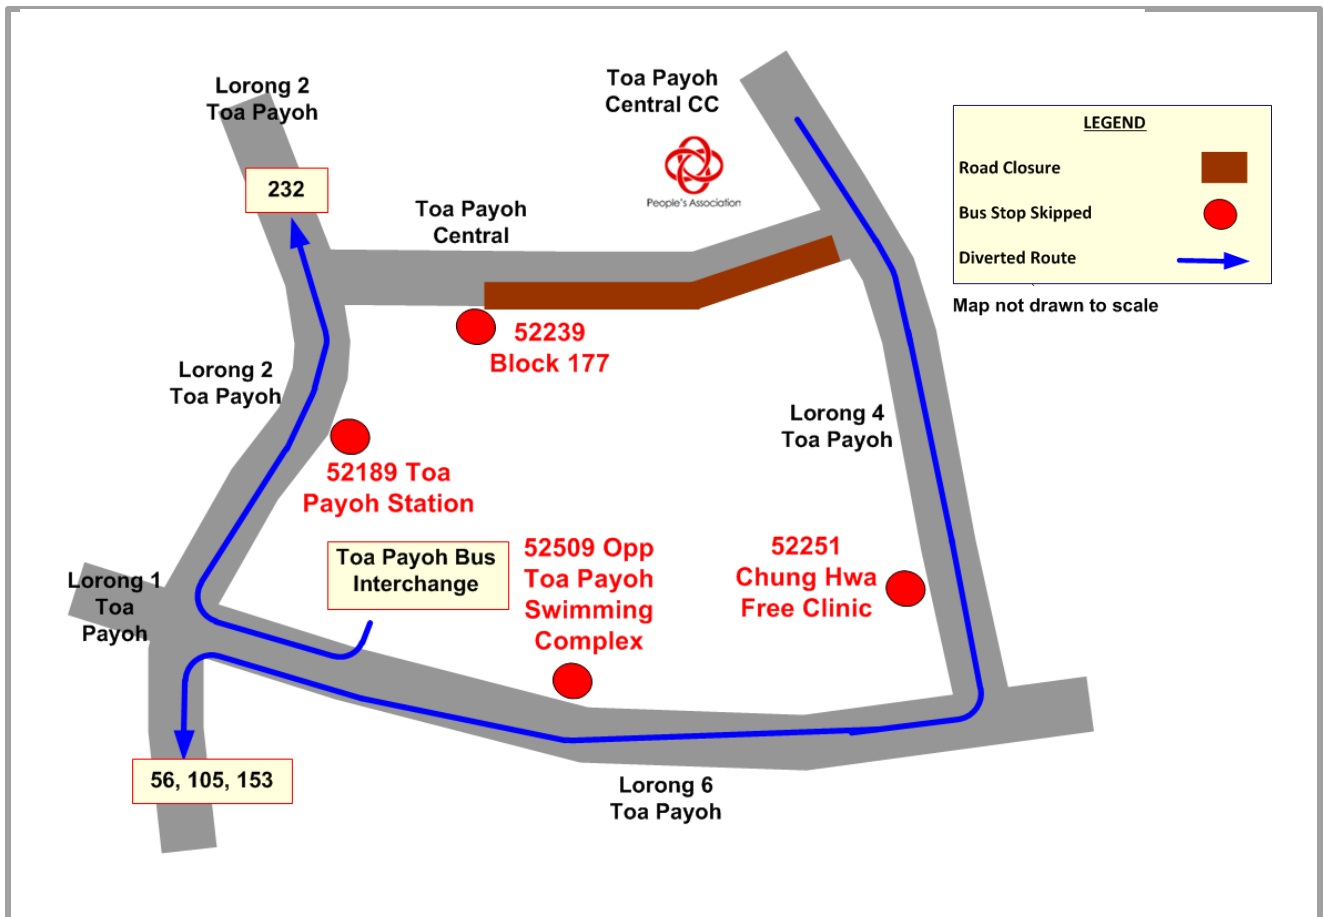 Lorong 2
Toa Payoh
Toa Payoh
Central CC
People's Association
LEGEND
Road Closure
Bus Stop Skipped
Diverted Route
Map not drawn to scale
232
Toa Payoh
Central
52239
Block 177
Lorong 2
Toa Payoh
Lorong 4
Toa Payoh
52189 Toa
Payoh Station
Toa Payoh Bus
Interchange
52509 Opp
Toa Payoh
Swimming
Complex
52251
Chung Hwa
Free Clinic
Lorong 1
Toa
Payoh
56, 105, 153
Lorong 6
Toa Payoh